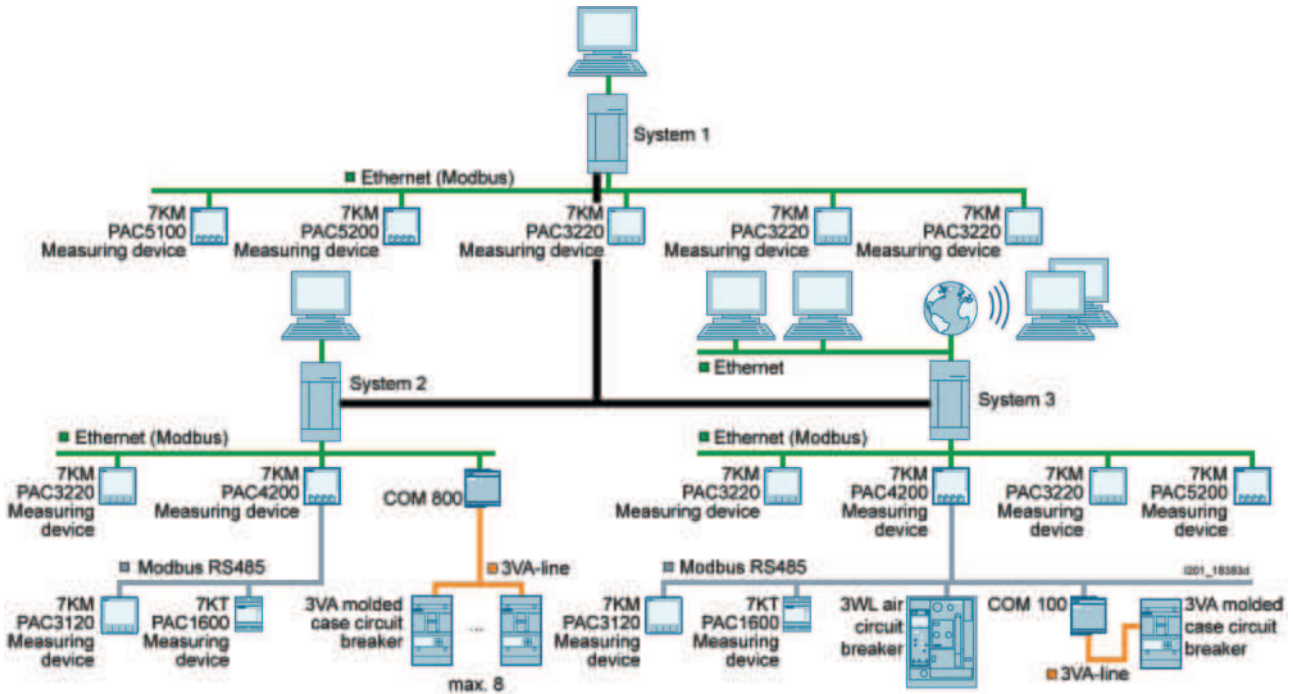 System 1
Ethernet (Modbus)
7KM
PAC5100
Measuring device
7KM
PAC5200
Measuring device
7KM
PAC3220
Measuring device
7KM
PAC3220
Measuring device
7KM
PAC3220
Measuring device
System 2
Ethernet
System 3
Ethernet (Modbus)
7KM
PAC3220
Measuring
device
7KM
PAC4200
Measuring device
COM 800
Ethernet (Modbus)
7KM
PAC3220
Measuring device
7KM
PAC4200
Measuring
device
7KM
PAC3220
Measuring
device
7KM
PAC5200
Measuring
device
Modbus RS485
7KM
PAC3120
Measuring
device
7KT
PAC1600
Measuring
device
3VA-line
3VA molded
case circuit
breaker
...
max. 8
Modbus RS485
I201_18383d
7KM
PAC3120
Measuring
device
7KT
PAC1600
Measuring
device
3WL air
circuit
breaker
COM 100
3VA molded
case circuit
breaker
3VA-line